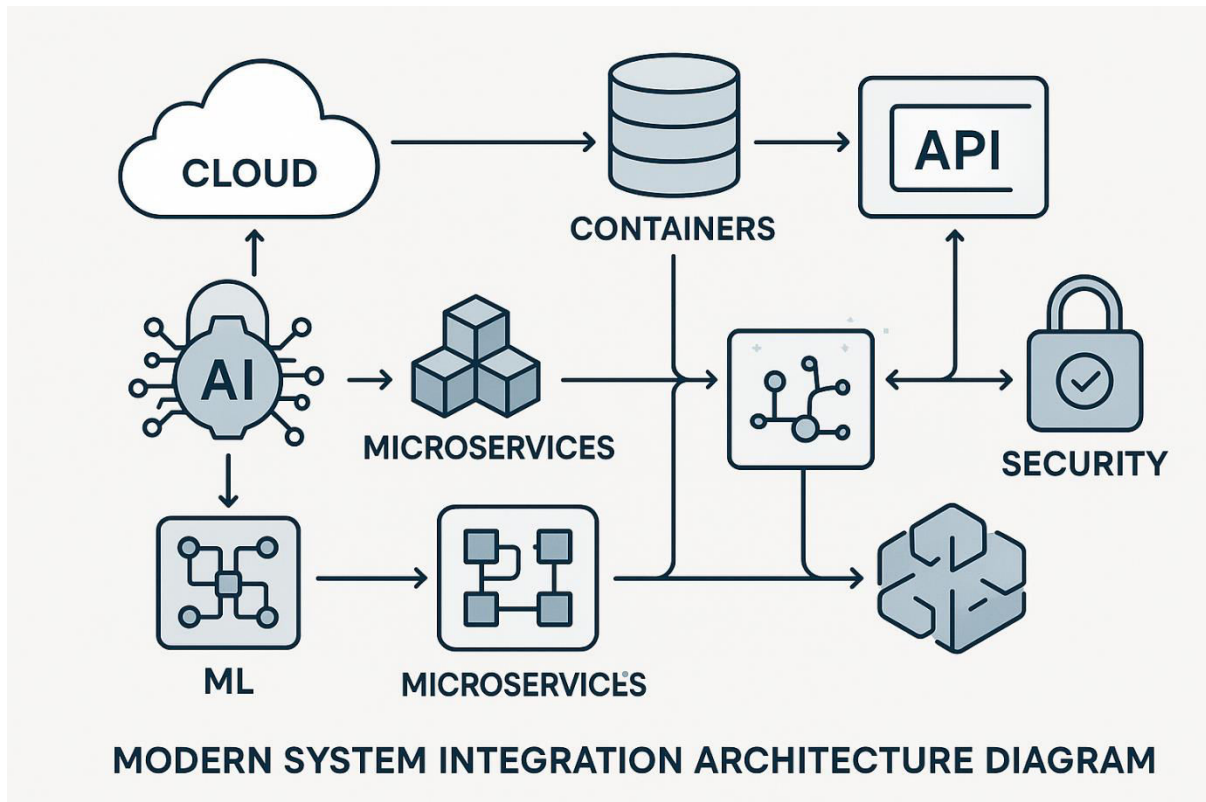 CLOUD
CONTAINERS
API
AI
MICROSERVICES
SECURITY
ML
MICROSERVICES
MODERN SYSTEM INTEGRATION ARCHITECTURE DIAGRAM